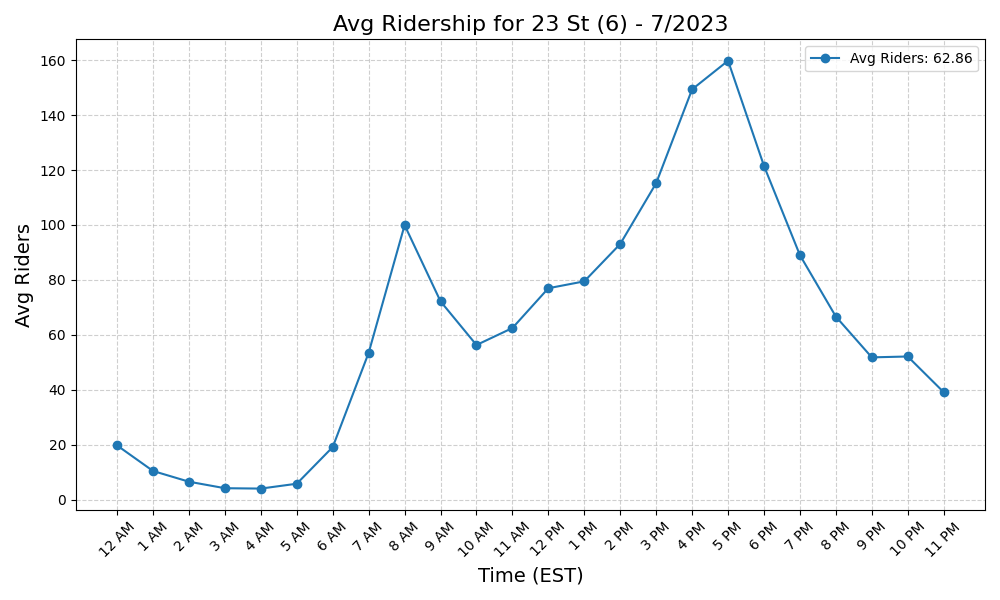 Avg Ridership for 23 St (6) - 7/2023
Avg Riders: 62.86
Avg Riders
160
140
120
100
80
60
40
20
0
12 AM
1 AM
2 AM
3 AM
4 AM
5 AM
6 AM
7 AM
8 AM
9 AM
10 AM
11 AM
12 PM
1 PM
2 PM
3 PM
4 PM
5 PM
6 PM
7 PM
8 PM
9 PM
10 PM
11 PM
Time (EST)